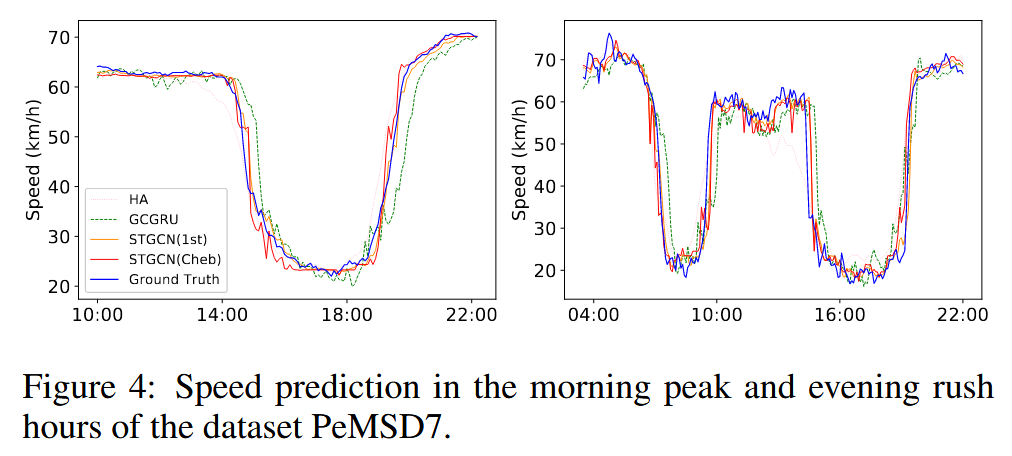 70
60
50
40
30
20
Speed (km/h)
HA
GCGRU
STGCN(1st)
STGCN(Cheb)
Ground Truth
10:00 14:00 18:00 22:00
70
60
50
40
30
20
Speed (km/h)
04:00 10:00 16:00 22:00
Figure 4: Speed prediction in the morning peak and evening rush
hours of the dataset PeMSD7.